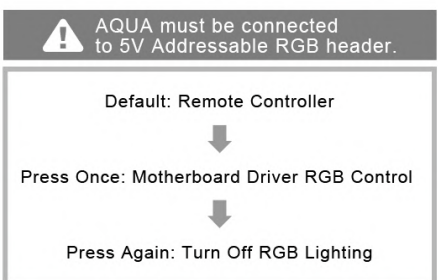 AQUA must be connected
to 5V Addressable RGB header.
Default: Remote Controller
Press Once: Motherboard Driver RGB Control
Press Again: Turn Off RGB Lighting